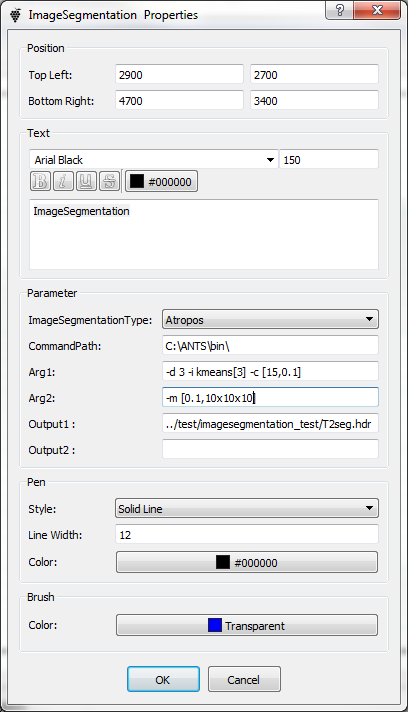 ImageSegmentation Properties
?
Position
Top Left: 2900 2700
Bottom Right: 4700 3400
Text
Arial Black 150
B i U S #000000
ImageSegmentation
Parameter
ImageSegmentationType: Atropos
CommandPath: C:\ANTS\bin\
Arg1: -d 3 -i kmeans[3] -c [15,0.1]
Arg2: -m [0.1,10x10x10]
Output1 : ../test/imagesegmentation_test/T2seg.hdr
Output2 :
Pen
Style: Solid Line
Line Width: 12
Color: #000000
Brush
Color: Transparent
OK Cancel